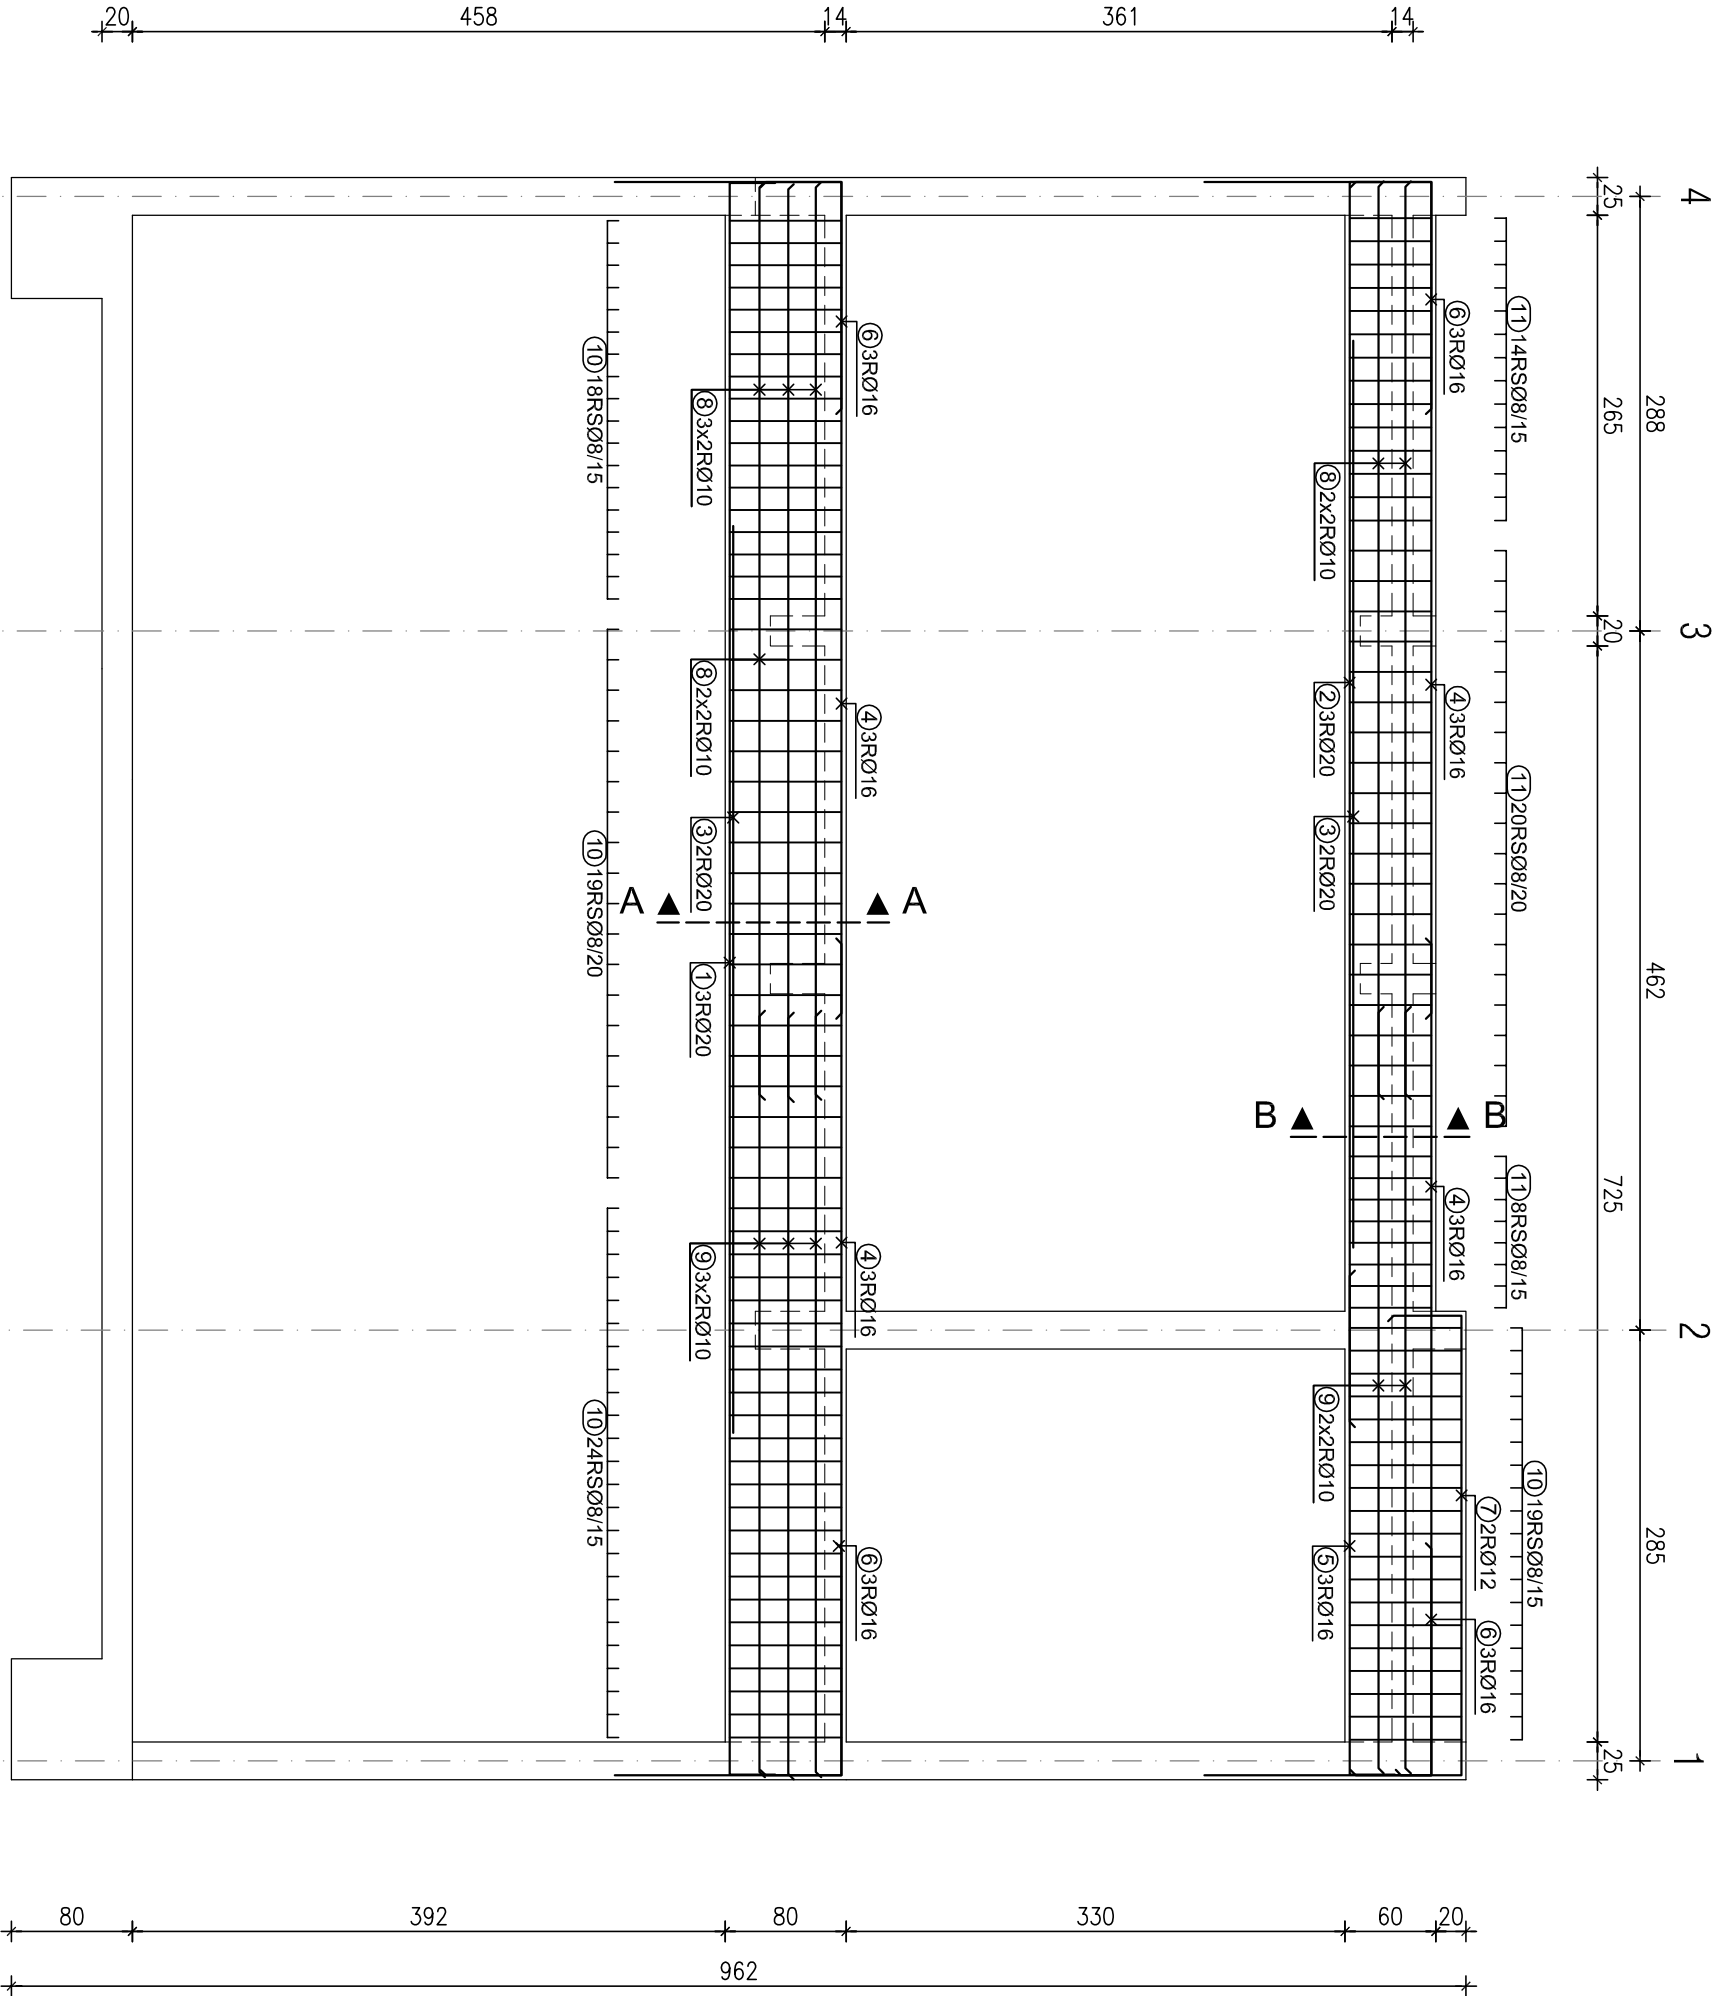 20
458
14
361
14
4
25
288
265
3
20
462
725
2
285
1
25
⑪14RSØ8/15
⑥3RØ16
⑧2x2RØ10
⑥3RØ16
⑧3x2RØ10
⑩18RSØ8/15
⑪20RSØ8/20
④3RØ16
②3RØ20
③2RØ20
④3RØ16
⑧2x2RØ10
③2RØ20
①3RØ20
⑩19RSØ8/20
A A
B B
⑪8RSØ8/15
④3RØ16
④3RØ16
⑨3x2RØ10
⑩24RSØ8/15
⑩19RSØ8/15
⑨2x2RØ10
⑦2RØ12
⑤3RØ16
⑥3RØ16
⑥3RØ16
80
392
80
330
60
20
962